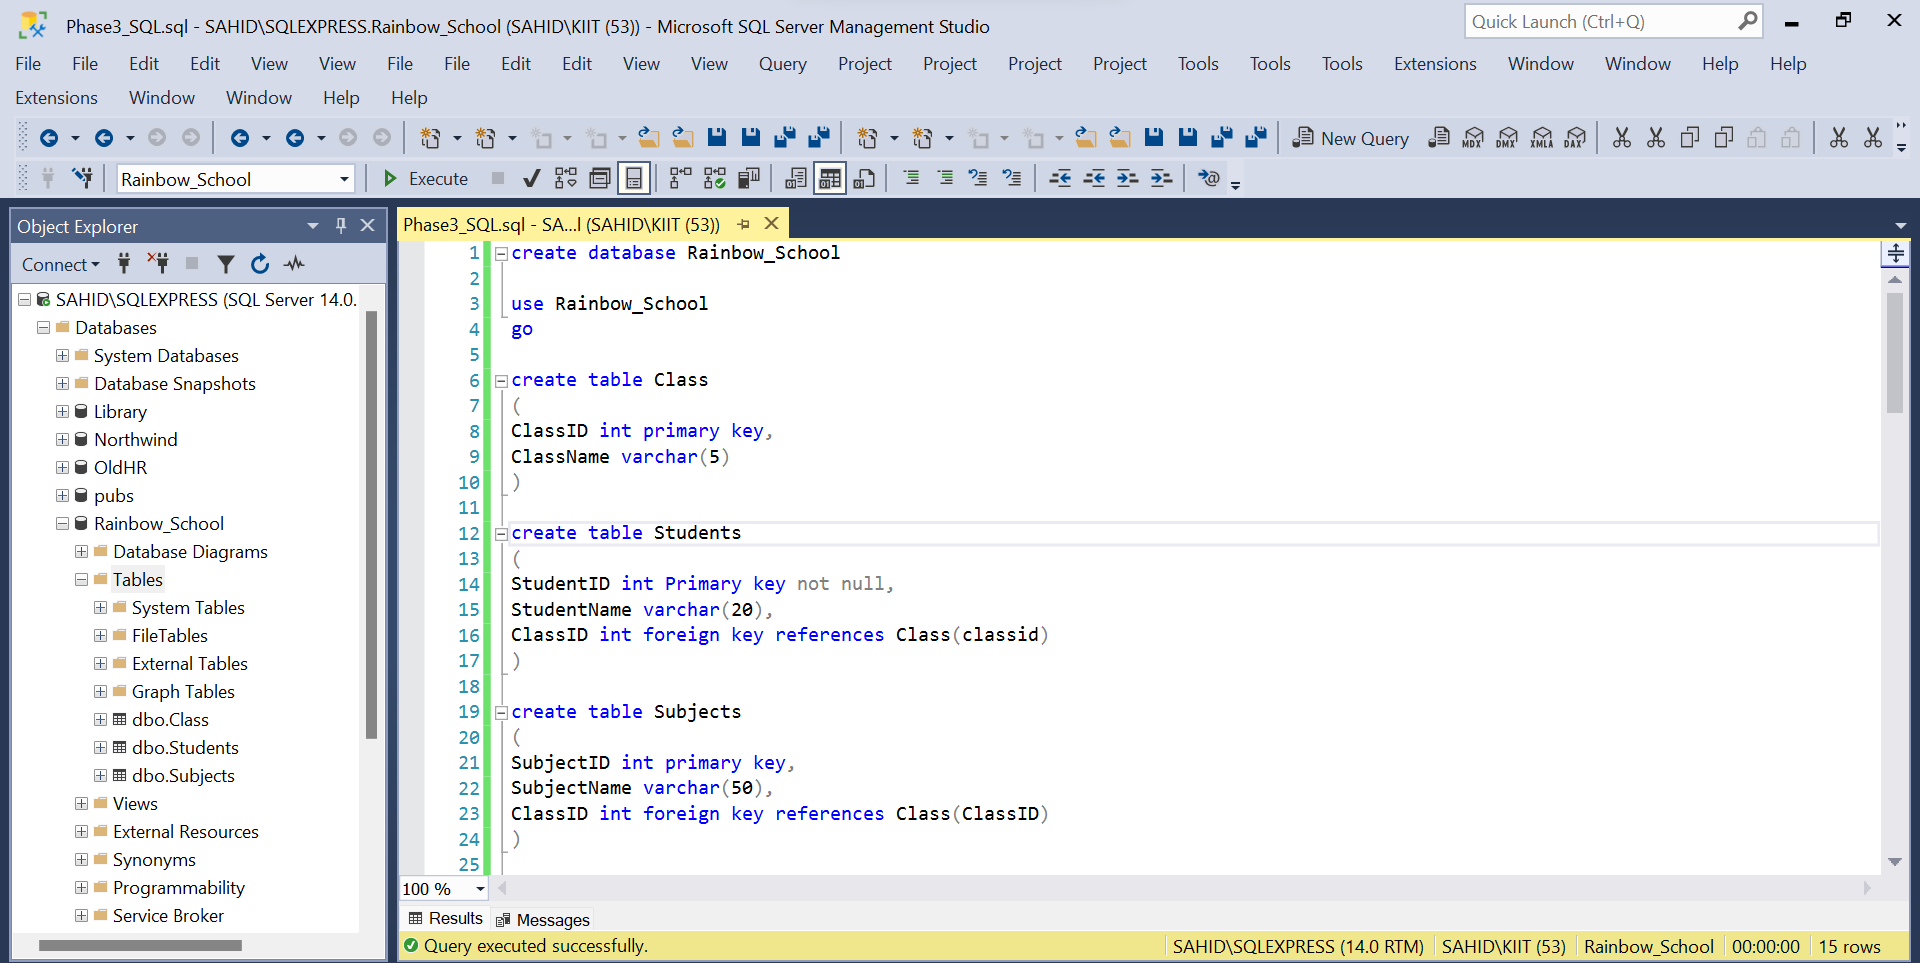 Phase3_SQL.sql - SAHID\SQLEXPRESS.Rainbow_School (SAHID\KIIT (53)) - Microsoft SQL Server Management Studio
Quick Launch (Ctrl+Q)
File File Edit Edit View View File File Edit Edit View View Query Project Project Project Project Tools Tools Tools Extensions Window Window Help Help
Extensions Window Window Help Help
New Query MDX DMX XMLA DAX
Rainbow_School Execute
Object Explorer
Connect
SAHID\SQLEXPRESS (SQL Server 14.0.
Databases
System Databases
Database Snapshots
Library
Northwind
OldHR
pubs
Rainbow_School
Database Diagrams
Tables
System Tables
FileTables
External Tables
Graph Tables
dbo.Class
dbo.Students
dbo.Subjects
Views
External Resources
Synonyms
Programmability
Service Broker
Phase3_SQL.sql - SA...l (SAHID\KIIT (53))
1 create database Rainbow_School
2
3 use Rainbow_School
4 go
5
6 create table Class
7 (
8 ClassID int primary key,
9 ClassName varchar(5)
10 )
11
12 create table Students
13 (
14 StudentID int Primary key not null,
15 StudentName varchar(20),
16 ClassID int foreign key references Class(classid)
17 )
18
19 create table Subjects
20 (
21 SubjectID int primary key,
22 SubjectName varchar(50),
23 ClassID int foreign key references Class(ClassID)
24 )
25
100 %
Results Messages
Query executed successfully. SAHID\SQLEXPRESS (14.0 RTM) SAHID\KIIT (53) Rainbow_School 00:00:00 15 rows